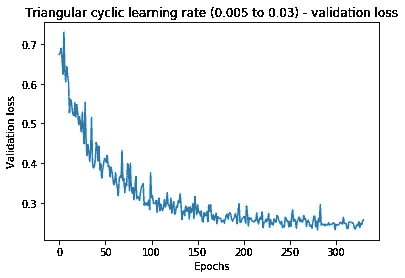 Triangular cyclic learning rate (0.005 to 0.03) - validation loss
0.7
0.6
0.5
0.4
0.3
Validation loss
0 50 100 150 200 250 300
Epochs